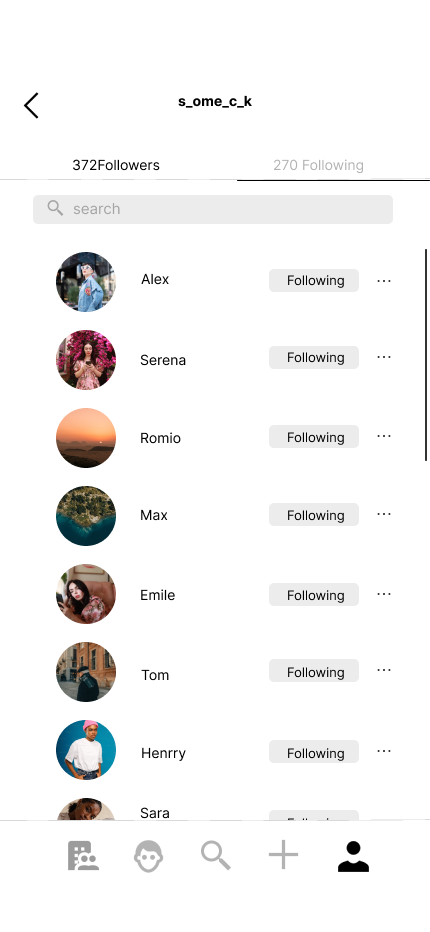 s_ome_c_k
372Followers 270 Following
search
Alex Following ...
Serena Following ...
Romio Following ...
Max Following ...
Emile Following ...
Tom Following ...
Henrry Following ...
Sara